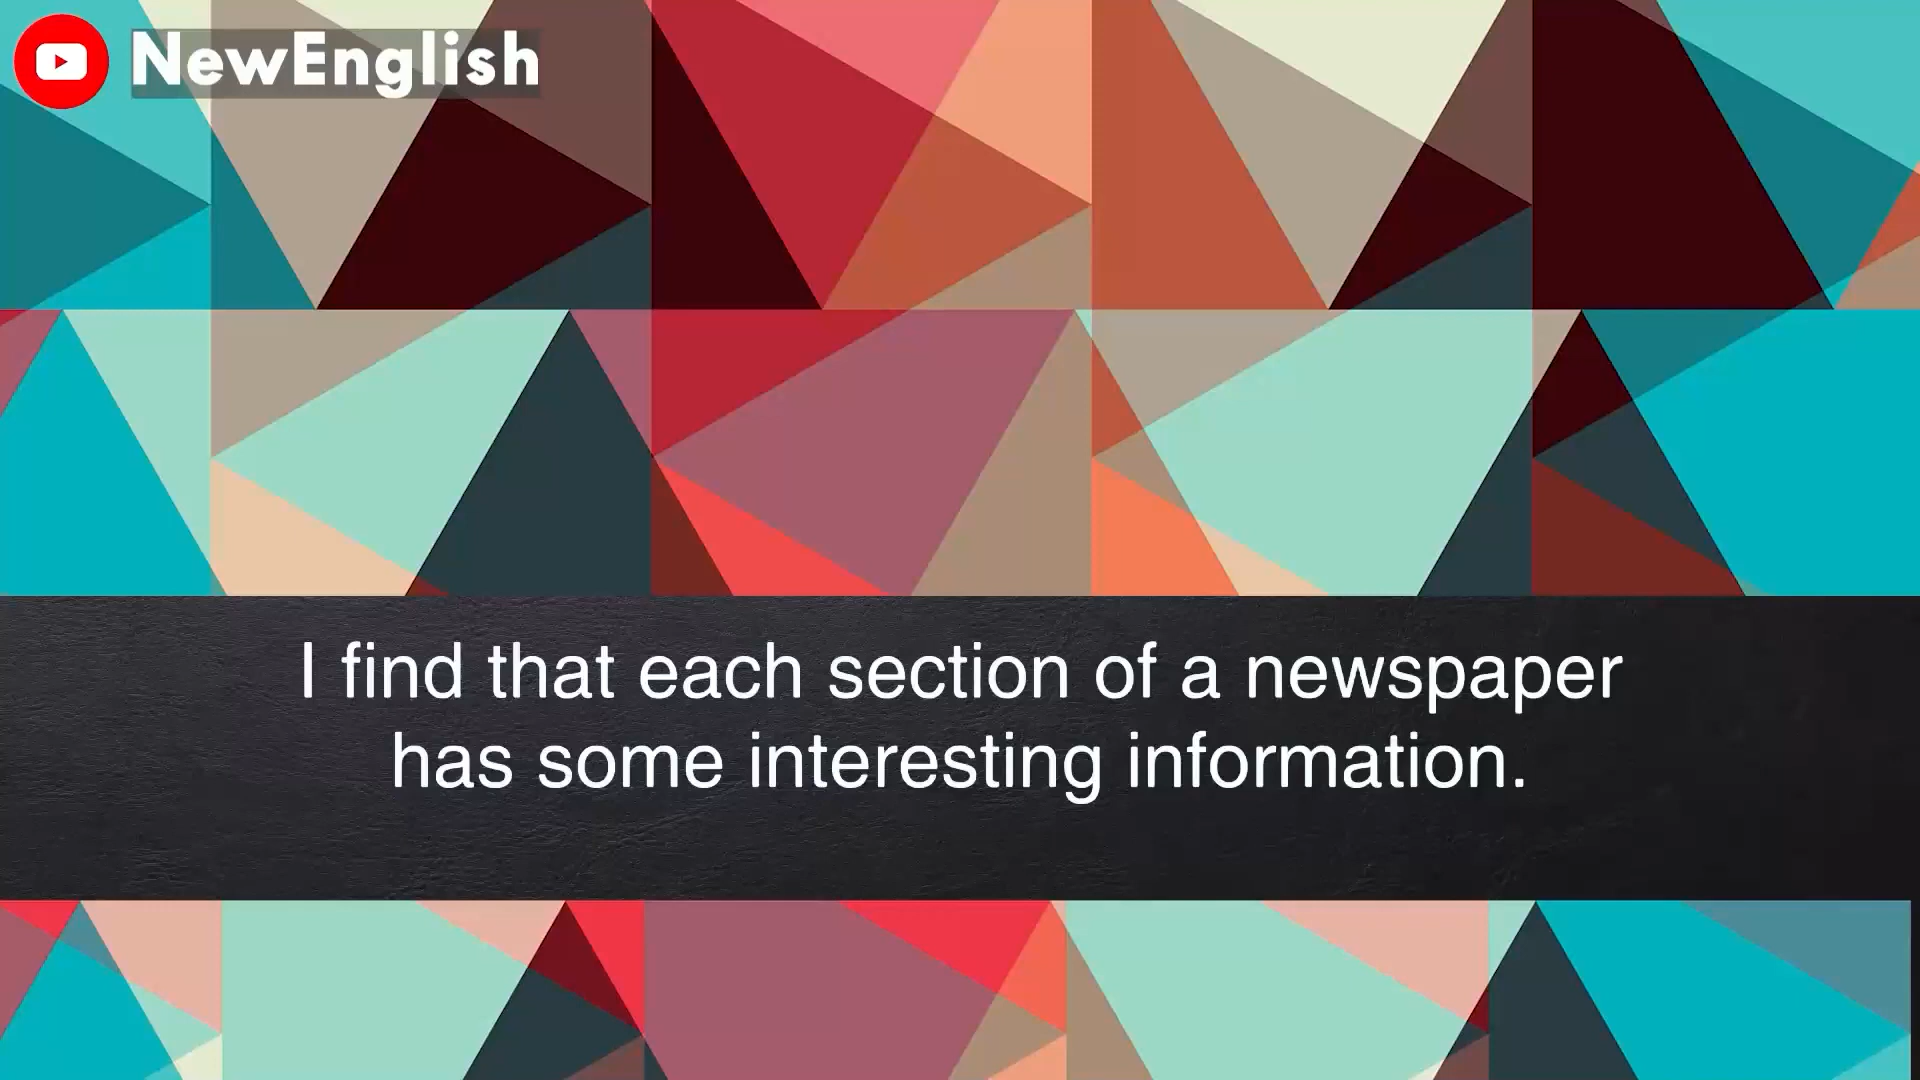 NewEnglish
I find that each section of a newspaper
has some interesting information.